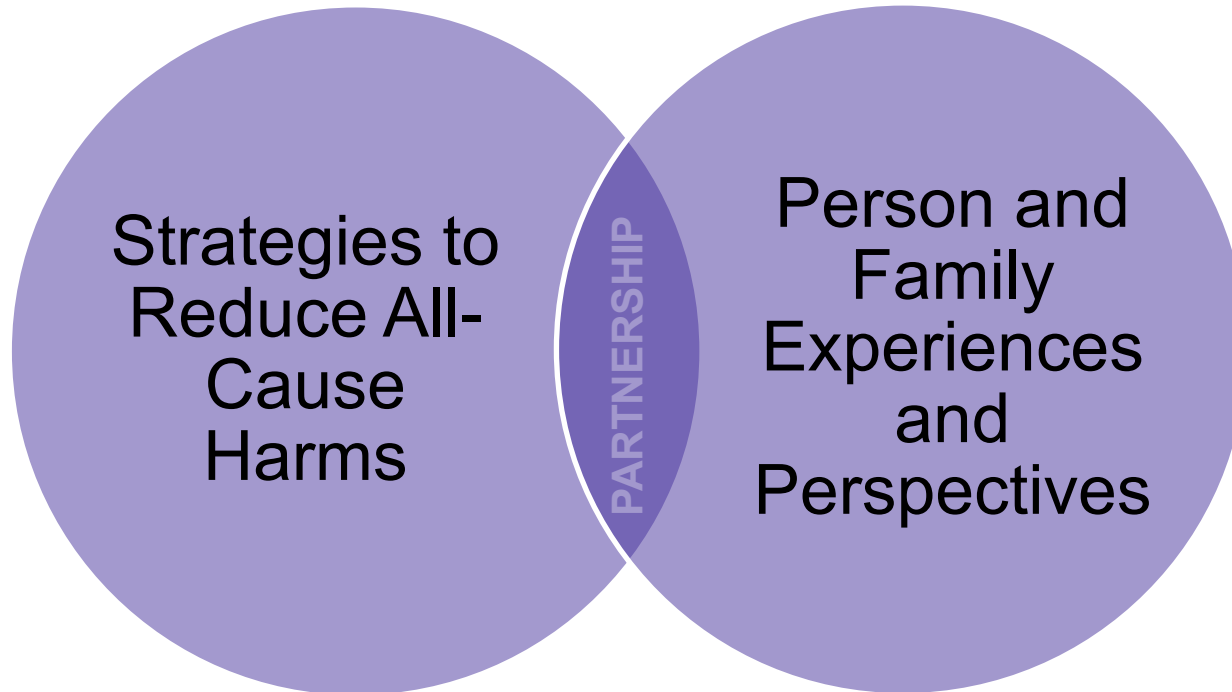 Strategies to
Reduce All-
Cause
Harms
PARTNERSHIP
Person and
Family
Experiences
and
Perspectives